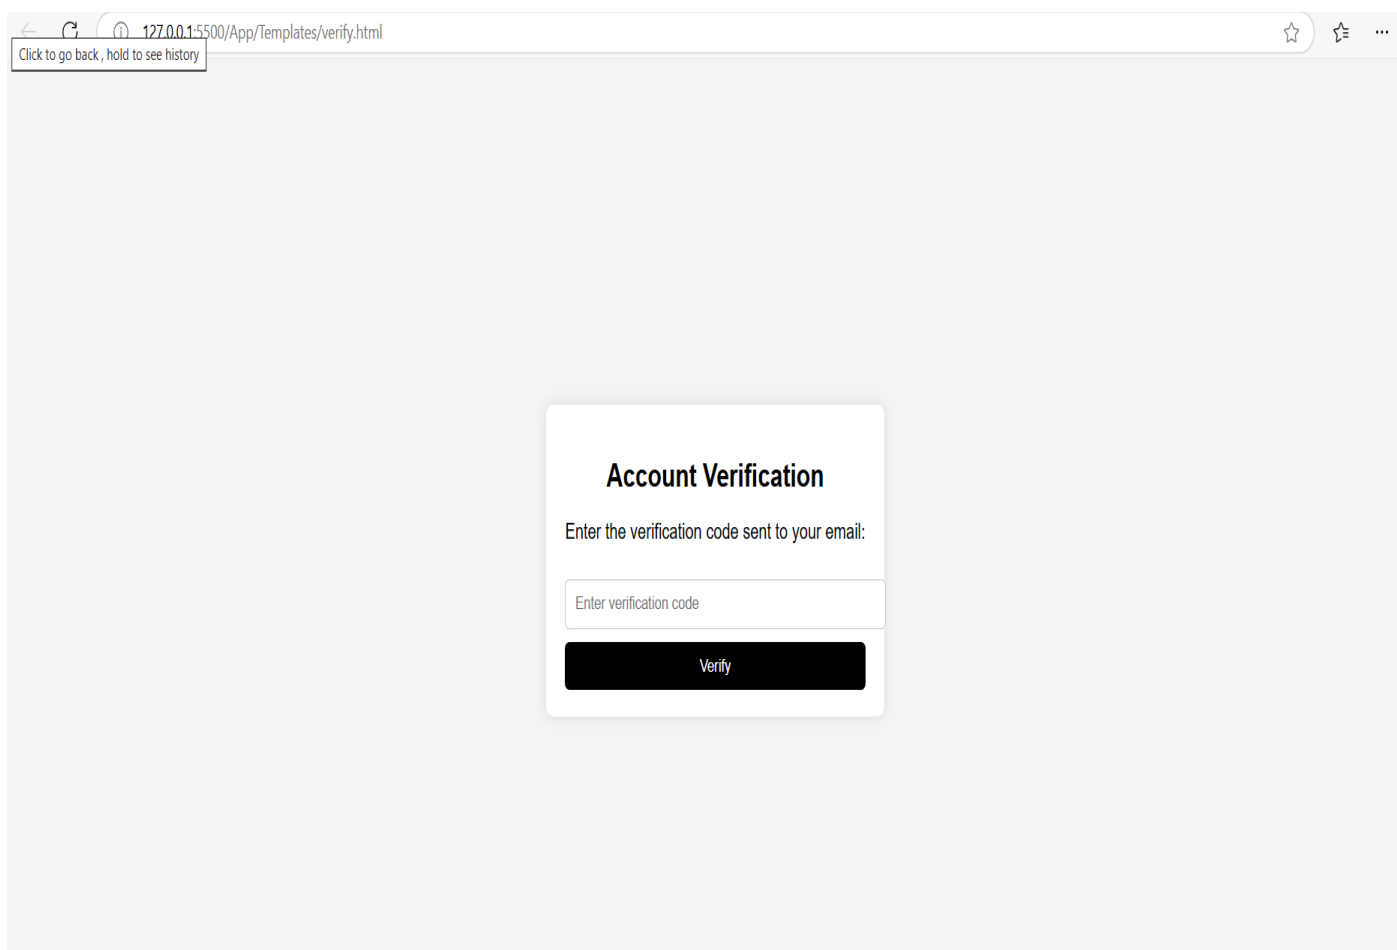 127.0.0.1:5500/App/Templates/verify.html
Click to go back , hold to see history
Account Verification
Enter the verification code sent to your email:
Enter verification code
Verify